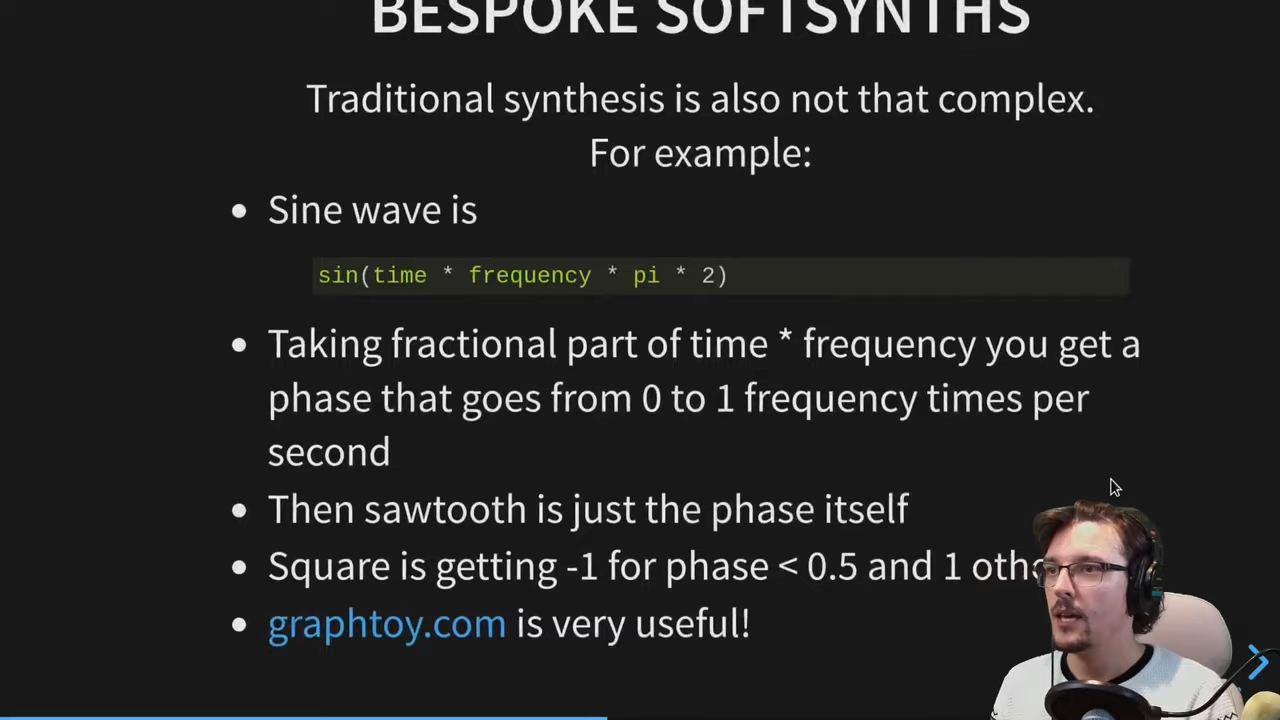 BESPOKE SOFTSYNTHS
Traditional synthesis is also not that complex.
For example:
• Sine wave is
sin(time * frequency * pi * 2)
• Taking fractional part of time * frequency you get a
phase that goes from 0 to 1 frequency times per
second
• Then sawtooth is just the phase itself
• Square is getting -1 for phase < 0.5 and 1
• graphtoy.com is very useful!